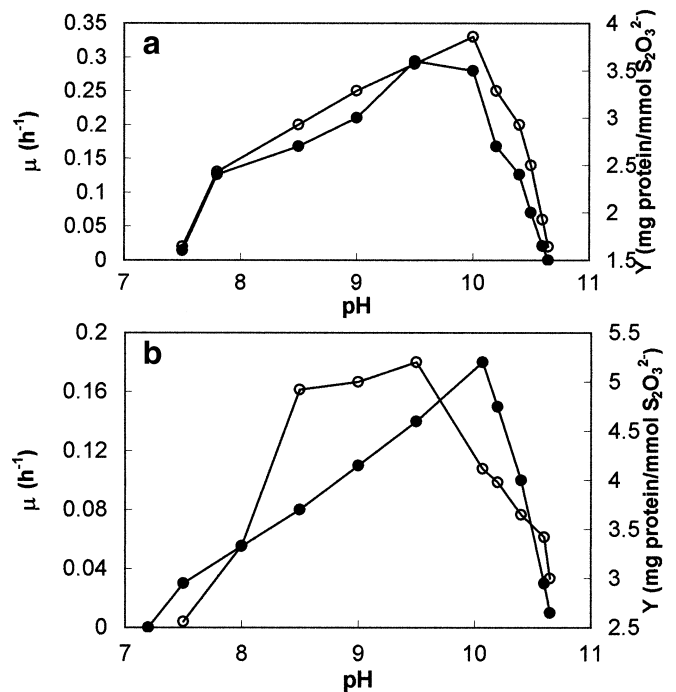 a
0.35
0.3
0.25
0.2
0.15
0.1
0.05
0
μ (h⁻¹)
4
3.5
3
2.5
2
1.5
Y (mg protein/mmol S₂O₃²⁻)
7 8 9 10 11
pH
b
0.2
0.16
0.12
0.08
0.04
0
μ (h⁻¹)
5.5
5
4.5
4
3.5
3
2.5
Y (mg protein/mmol S₂O₃²⁻)
7 8 9 10 11
pH